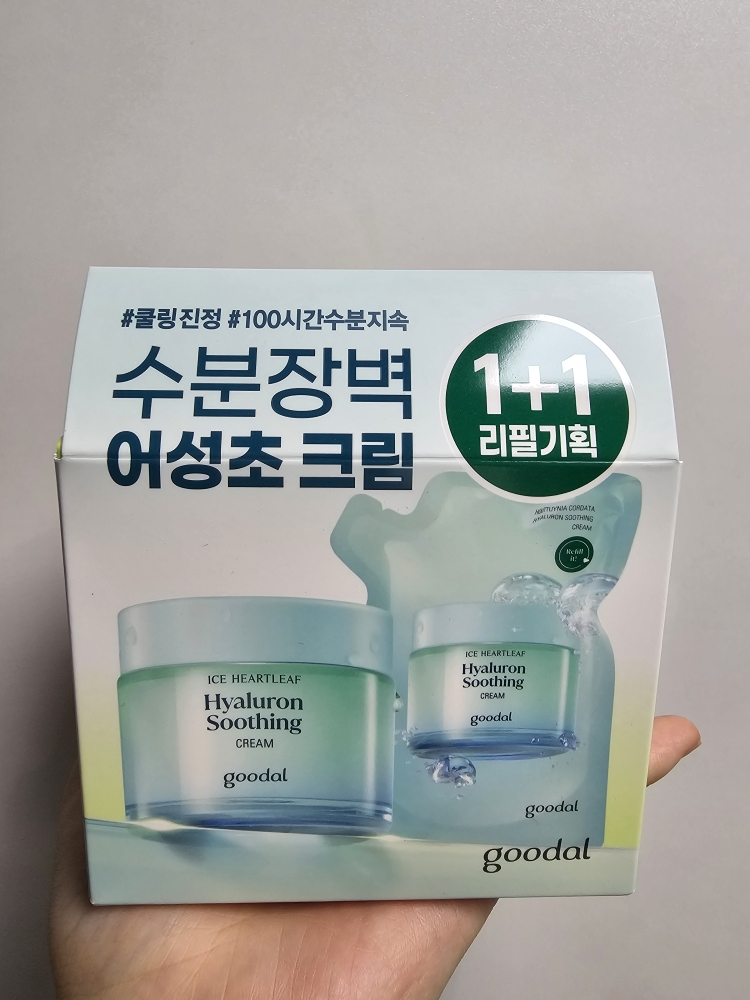 #쿨링진정 #100시간수분지속
수분장벽
어성초 크림
1+1
리필기획
HOUTTUYNIA CORDATA
HYALURON SOOTHING
CREAM
Refill
it!
ICE HEARTLEAF
Hyaluron
Soothing
CREAM
goodal
ICE HEARTLEAF
Hyaluron
Soothing
CREAM
goodal
goodal
goodal